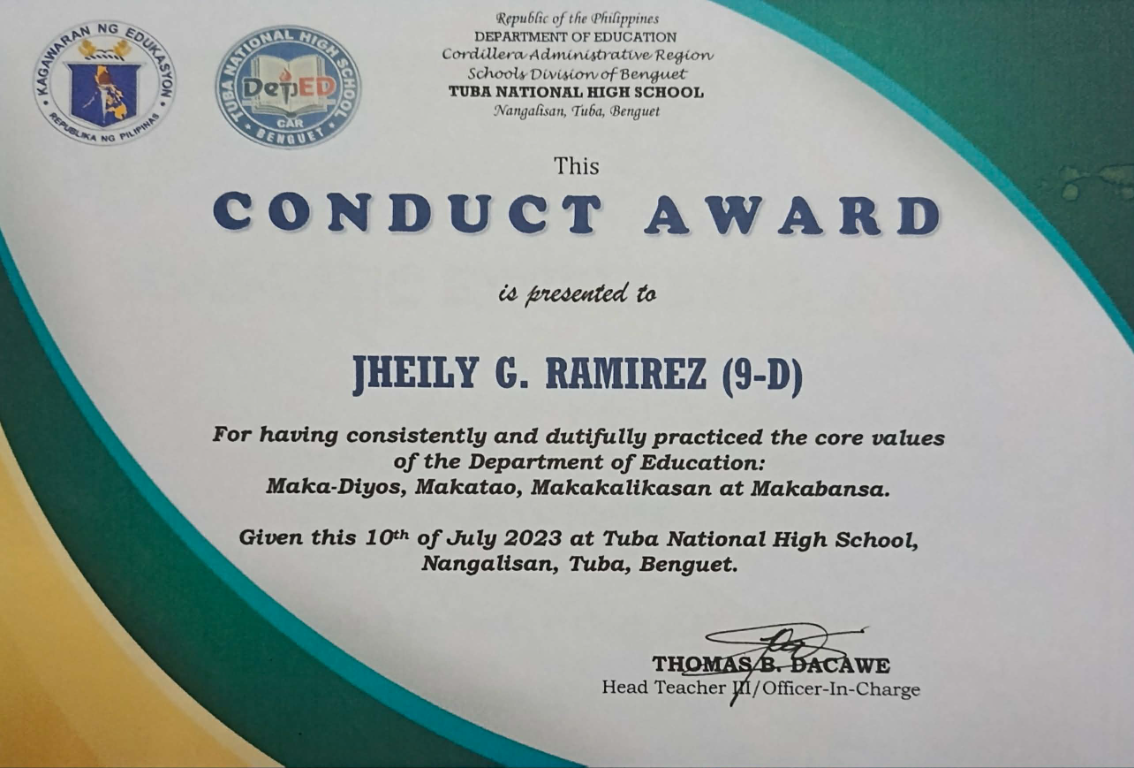 KAGAWARAN NG EDUKASYON
REPUBLIKA NG PILIPINAS
TUBA NATIONAL HIGH SCHOOL
DepED
CAR
BENGUET
Republic of the Philippines
DEPARTMENT OF EDUCATION
Cordillera Administrative Region
Schools Division of Benguet
TUBA NATIONAL HIGH SCHOOL
Nangalisan, Tuba, Benguet
This
CONDUCT AWARD
is presented to
JHEILY G. RAMIREZ (9-D)
For having consistently and dutifully practiced the core values
of the Department of Education:
Maka-Diyos, Makatao, Makakalikasan at Makabansa.
Given this 10th of July 2023 at Tuba National High School,
Nangalisan, Tuba, Benguet.
THOMAS B. DACAWE
Head Teacher III/Officer-In-Charge